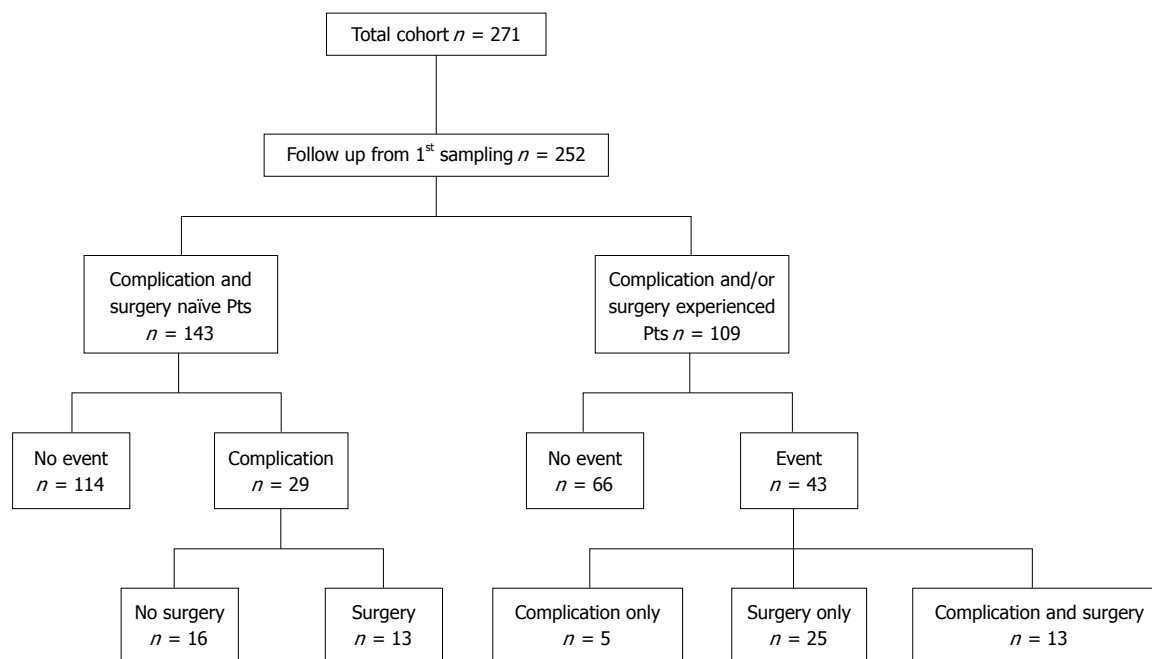 Total cohort n = 271
Follow up from 1st sampling n = 252
Complication and
surgery naïve Pts
n = 143
Complication and/or
surgery experienced
Pts n = 109
No event
n = 114
Complication
n = 29
No event
n = 66
Event
n = 43
No surgery
n = 16
Surgery
n = 13
Complication only
n = 5
Surgery only
n = 25
Complication and surgery
n = 13